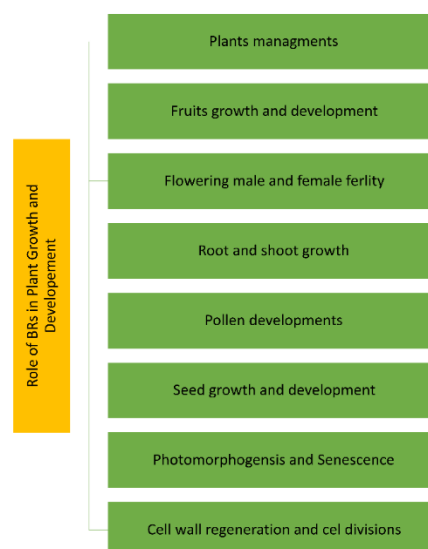 Role of BRs in Plant Growth and
Developement
Plants managments
Fruits growth and development
Flowering male and female ferlity
Root and shoot growth
Pollen developments
Seed growth and development
Photomorphogensis and Senescence
Cell wall regeneration and cel divisions